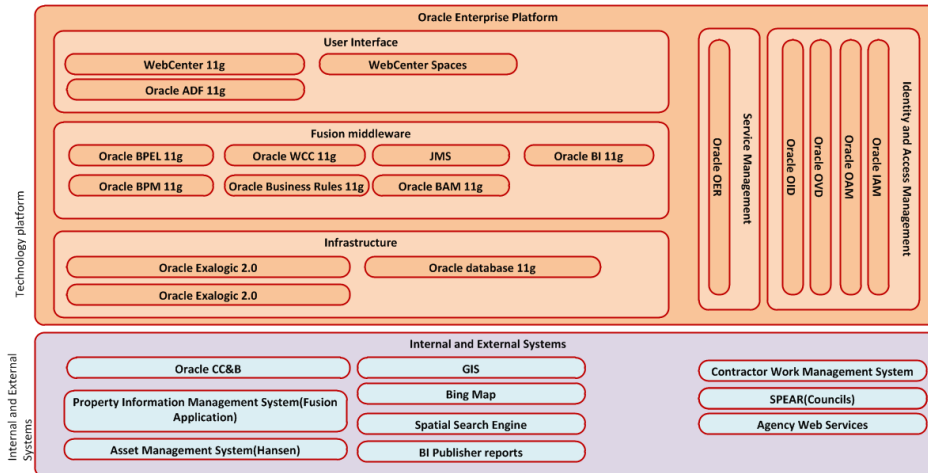 Oracle Enterprise Platform
User Interface
WebCenter 11g
WebCenter Spaces
Oracle ADF 11g
Fusion middleware
Oracle BPEL 11g
Oracle WCC 11g
JMS
Oracle BI 11g
Oracle BPM 11g
Oracle Business Rules 11g
Oracle BAM 11g
Infrastructure
Oracle Exalogic 2.0
Oracle database 11g
Oracle Exalogic 2.0
Oracle OER
Service Management
Oracle OID
Oracle OVD
Oracle OAM
Oracle IAM
Identity and Access Management
Technology platform
Internal and External Systems
Oracle CC&B
Property Information Management System(Fusion
Application)
Asset Management System(Hansen)
GIS
Bing Map
Spatial Search Engine
BI Publisher reports
Contractor Work Management System
SPEAR(Councils)
Agency Web Services
Internal and External
Systems